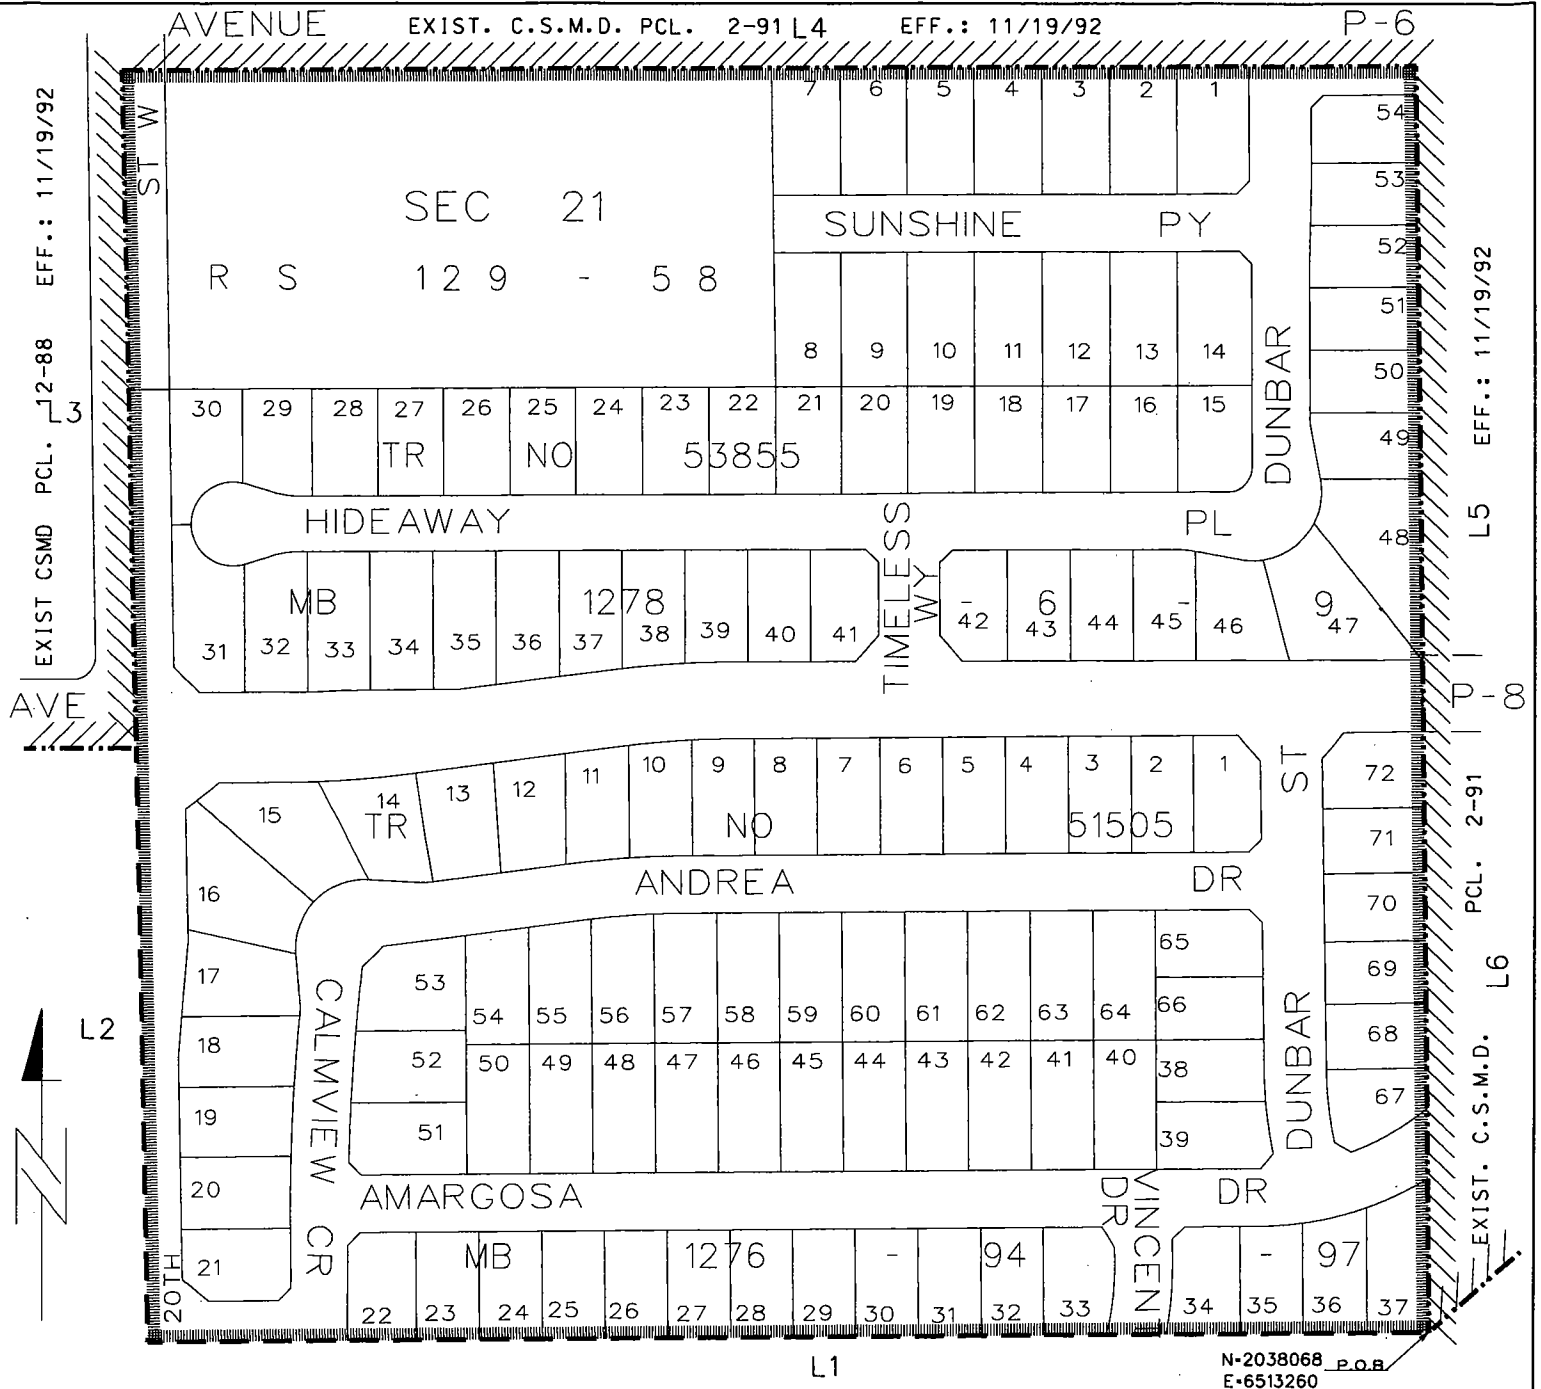 AVENUE EXIST. C.S.M.D. PCL. 2-91 L4 EFF.: 11/19/92 P-6
EXIST CSMD PCL. 12-88 EFF.: 11/19/92
L3
ST W
7 6 5 4 3 2 1
54
53
52
51
50
49
48
SEC 21
R S 129 - 58
SUNSHINE PY
8 9 10 11 12 13 14
DUNBAR
EFF.: 11/19/92
L5
30 29 28 27 26 25 24 23 22 21 20 19 18 17 16 15
TR NO 53855
HIDEAWAY PL
TIMELESS WY
MB 1278 - 6 - 9
31 32 33 34 35 36 37 38 39 40 41 42 43 44 45 46 47
AVE P-8
15 14 13 12 11 10 9 8 7 6 5 4 3 2 1
TR NO 51505
ST
72
71
70
69
68
67
PCL. 2-91
L6
EXIST. C.S.M.D.
16
17
18
19
20
21
ANDREA DR
L2
N
CALMVIEW CR
53 65
54 55 56 57 58 59 60 61 62 63 64 66
52 50 49 48 47 46 45 44 43 42 41 40 38
51 39
DUNBAR
AMARGOSA DR
VINCENT DR
20TH
MB 1276 - 94 - 97
22 23 24 25 26 27 28 29 30 31 32 33 34 35 36 37
L1
N=2038068 P.O.B.
E=6513260